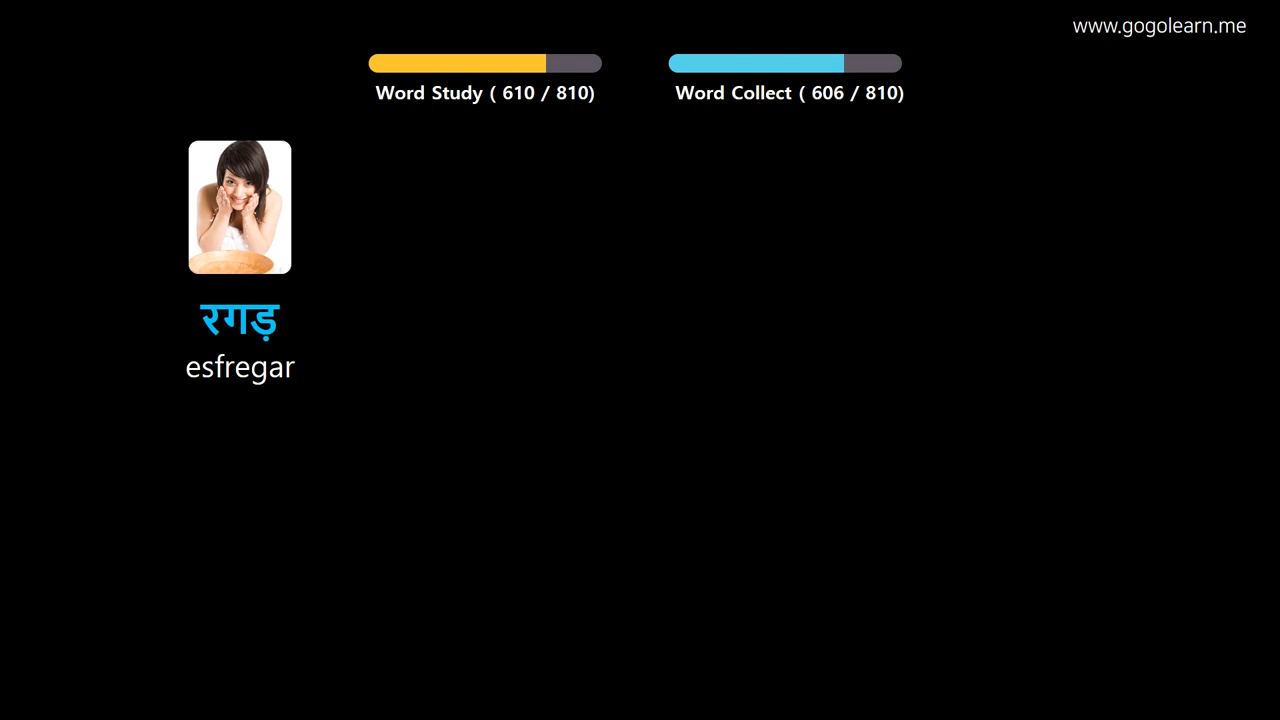 www.gogolearn.me
Word Study ( 610 / 810)
Word Collect ( 606 / 810)
रगड़
esfregar